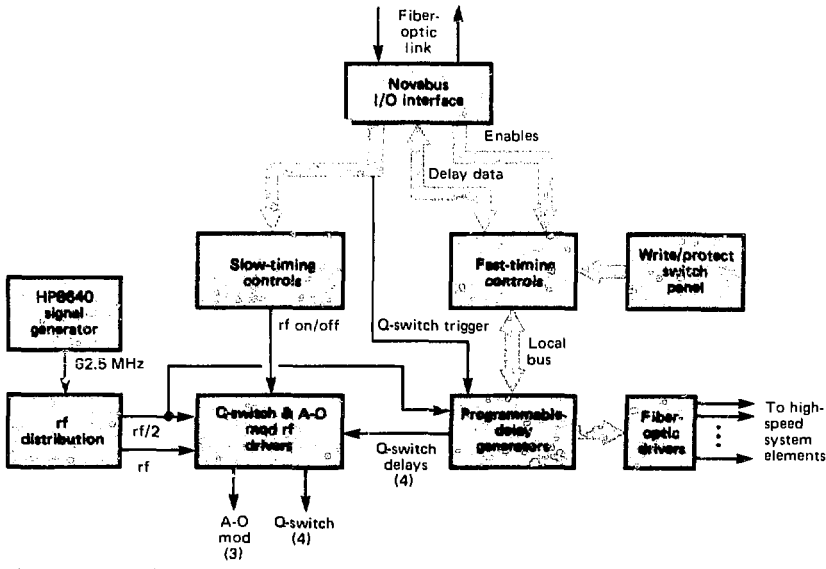 Fiber-
optic
link
Novabus
I/O interface
Enables
Delay data
Slow-timing
controls
Fast-timing
controls
Write/protect
switch
panel
HP8640
signal
generator
rf on/off
Q-switch trigger
Local
bus
62.5 MHz
rf
distribution
rf/2
rf
Q-switch & A-O
mod rf
drivers
Q-switch
delays
(4)
Programmable-
delay
generators
Fiber-
optic
drivers
To high-
speed
system
elements
A-O
mod
(3)
Q-switch
(4)